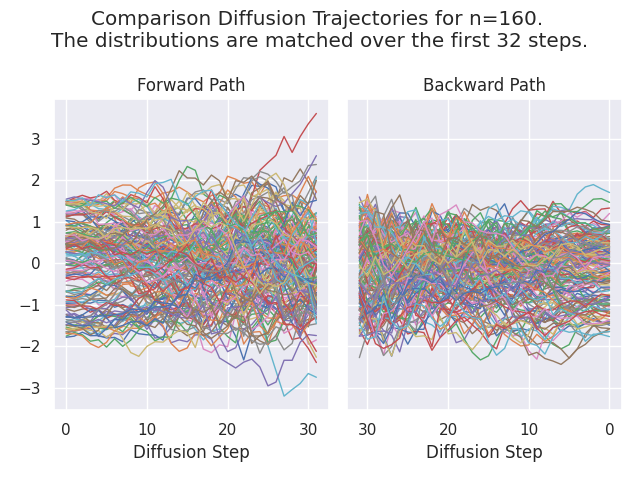 Comparison Diffusion Trajectories for n=160.
The distributions are matched over the first 32 steps.
Forward Path
Backward Path
3
2
1
0
−1
−2
−3
0 10 20 30
30 20 10 0
Diffusion Step
Diffusion Step